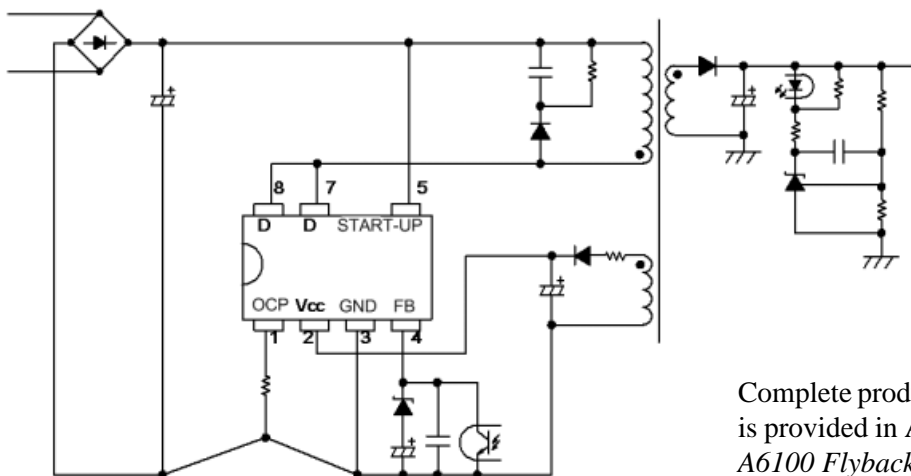 8 7 5
D D START-UP
OCP Vcc GND FB
1 2 3 4
Complete prod
is provided in A
A6100 Flyback